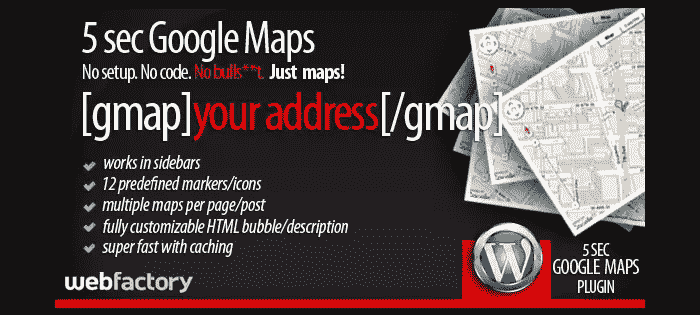 5 sec Google Maps
No setup. No code. No bulls**t. Just maps!
[gmap]your address[/gmap]
works in sidebars
12 predefined markers/icons
multiple maps per page/post
fully customizable HTML bubble/description
super fast with caching
webfactory
5 SEC
GOOGLE MAPS
PLUGIN